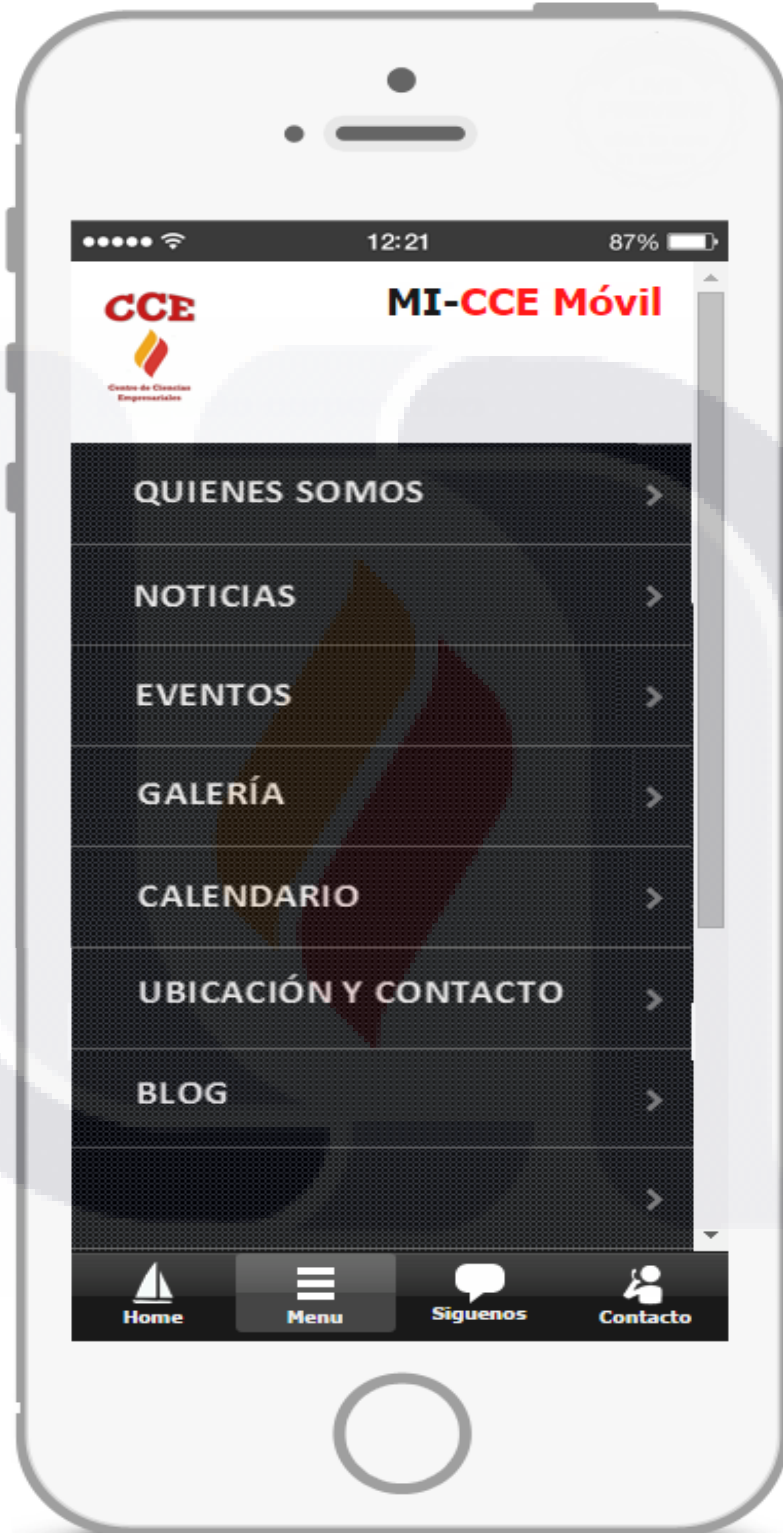 12:21
87%
CCE
Centro de Ciencias
Empresariales
MI-CCE Móvil
QUIENES SOMOS
NOTICIAS
EVENTOS
GALERÍA
CALENDARIO
UBICACIÓN Y CONTACTO
BLOG
Home
Menu
Siguenos
Contacto